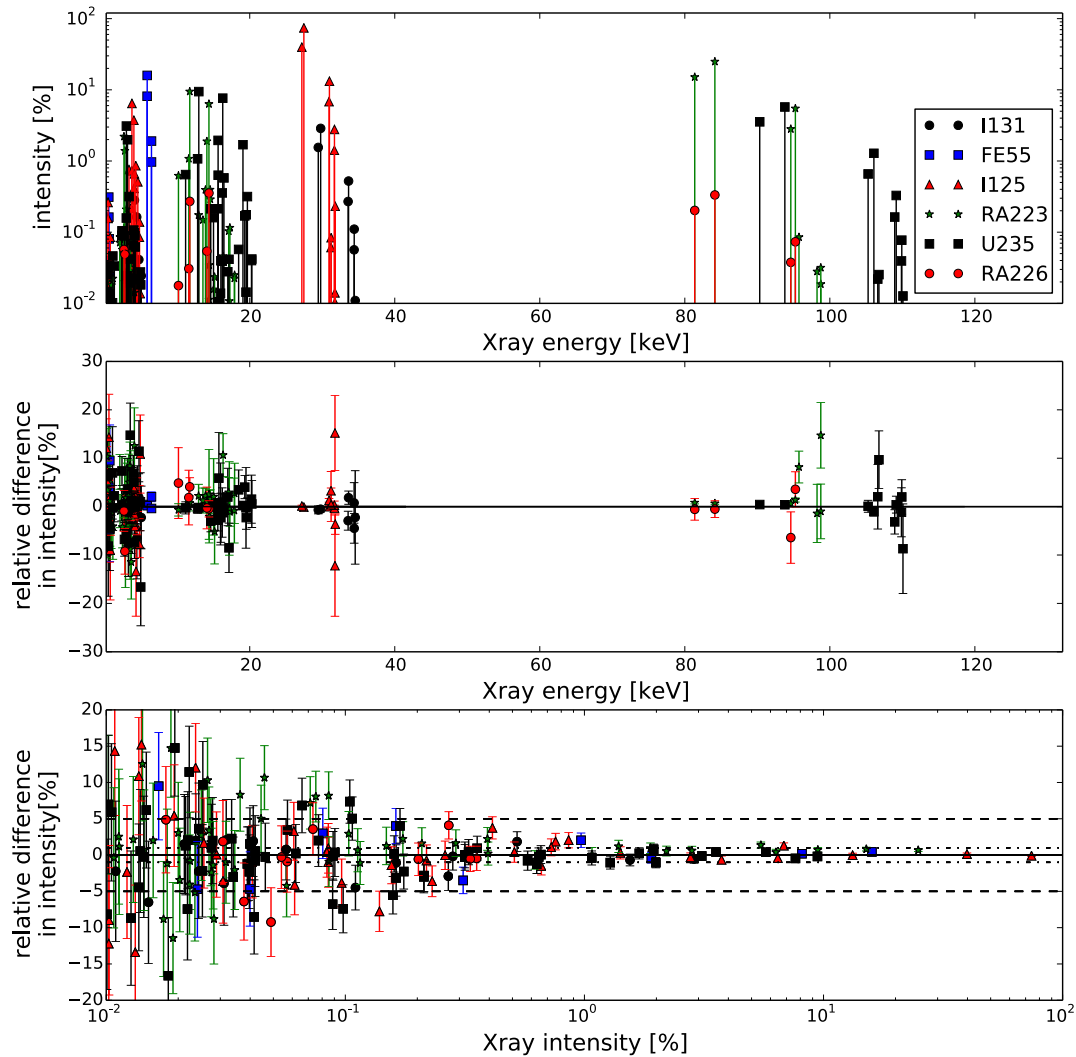 10²
10¹
10⁰
10⁻¹
10⁻²
intensity [%]
I131
FE55
I125
RA223
U235
RA226
20 40 60 80 100 120
Xray energy [keV]
30
20
10
0
−10
−20
−30
relative difference
in intensity[%]
20 40 60 80 100 120
Xray energy [keV]
20
15
10
5
0
−5
−10
−15
−20
relative difference
in intensity[%]
10⁻² 10⁻¹ 10⁰ 10¹ 10²
Xray intensity [%]